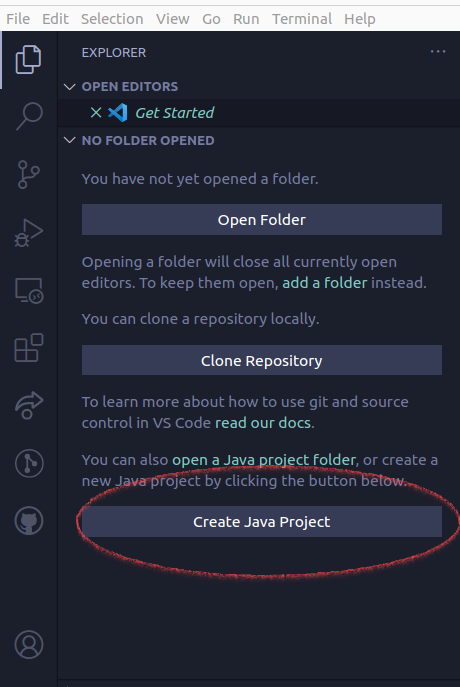 File Edit Selection View Go Run Terminal Help
EXPLORER
OPEN EDITORS
Get Started
NO FOLDER OPENED
You have not yet opened a folder.
Open Folder
Opening a folder will close all currently open
editors. To keep them open, add a folder instead.
You can clone a repository locally.
Clone Repository
To learn more about how to use git and source
control in VS Code read our docs.
You can also open a Java project folder, or create a
new Java project by clicking the button below.
Create Java Project